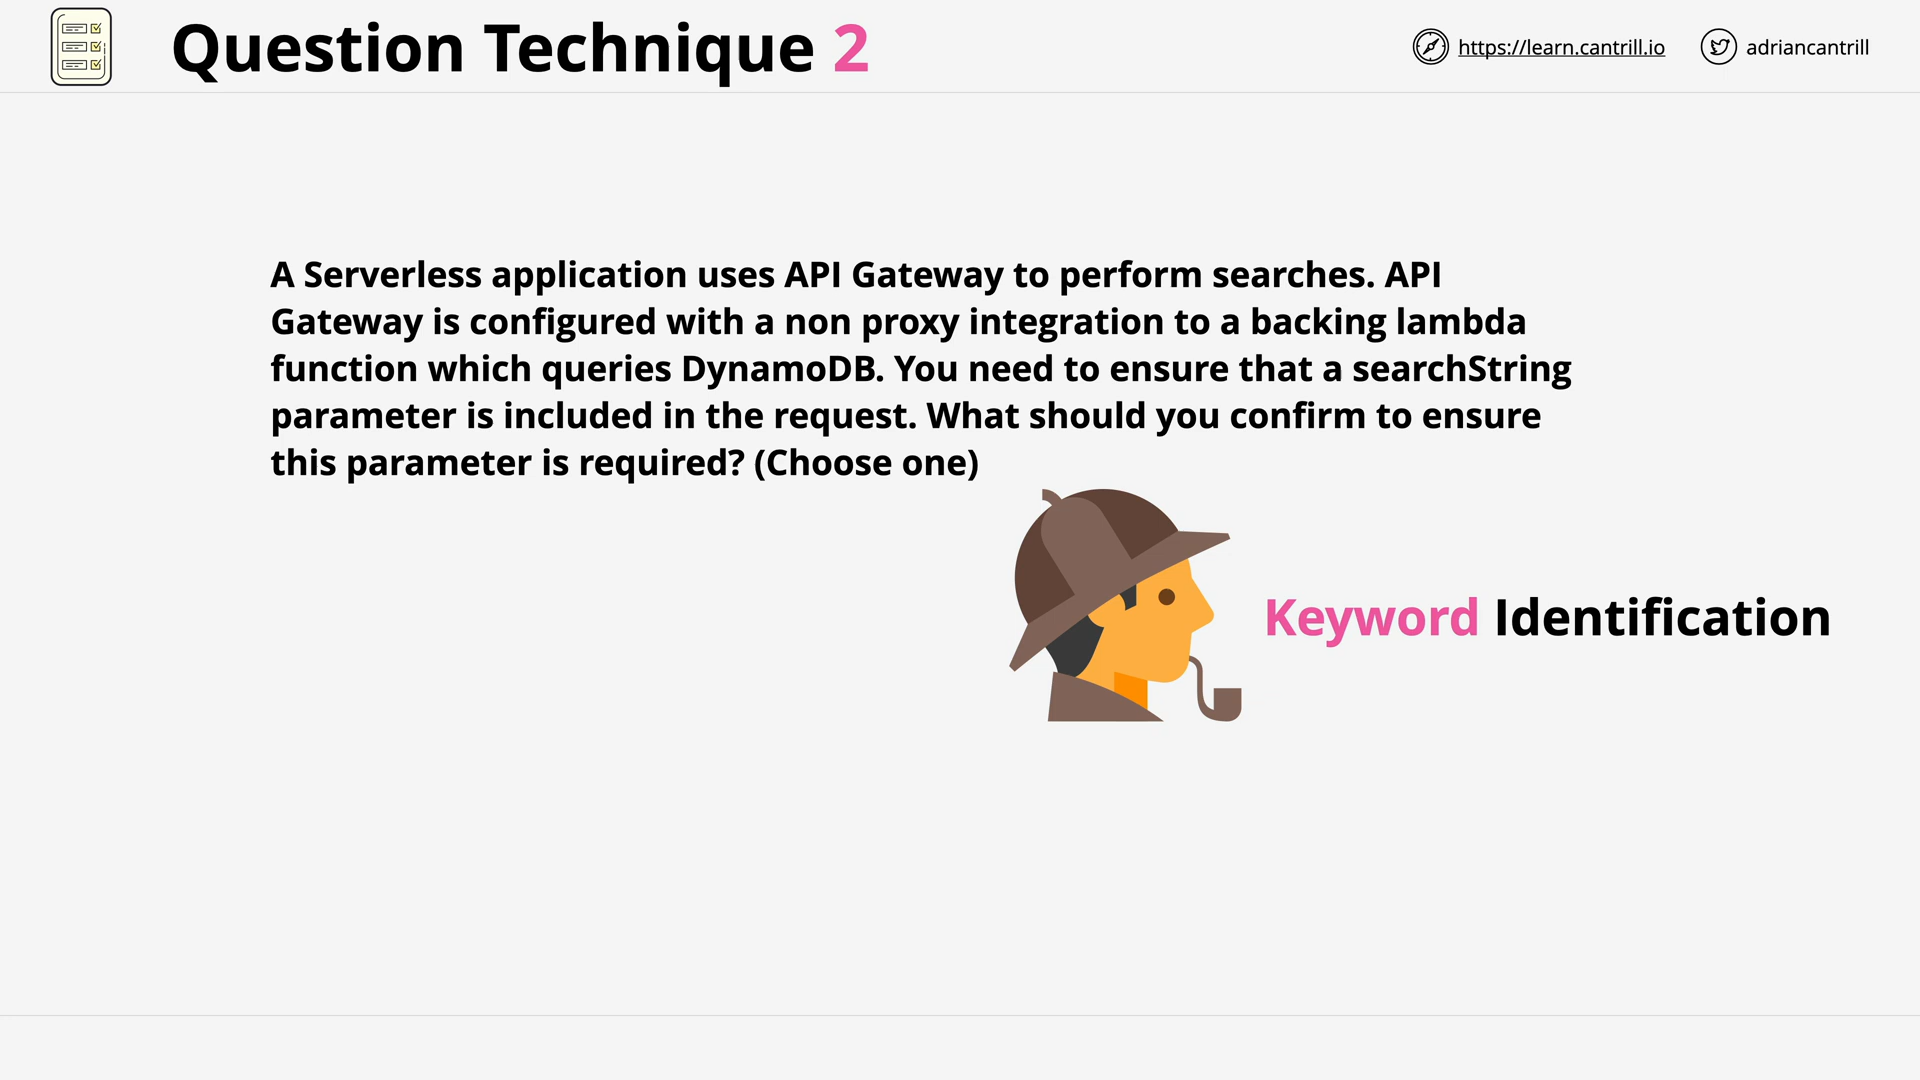 Question Technique 2
https://learn.cantrill.io
adriancantrill
A Serverless application uses API Gateway to perform searches. API
Gateway is configured with a non proxy integration to a backing lambda
function which queries DynamoDB. You need to ensure that a searchString
parameter is included in the request. What should you confirm to ensure
this parameter is required? (Choose one)
Keyword Identification